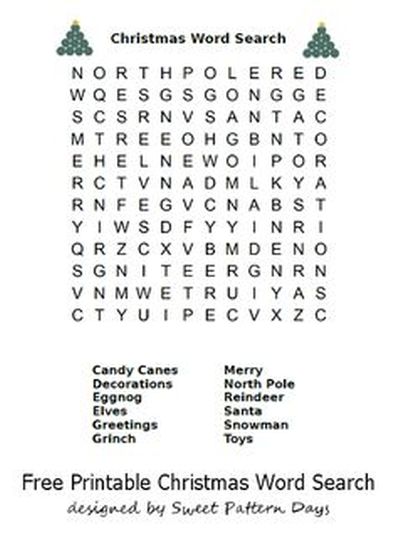 Christmas Word Search
N O R T H P O L E R E D
W Q E S G S G O N G G E
S C S R N V S A N T A C
M T R E E O H G B N T O
E H E L N E W O I P O R
R C T V N A D M L K Y A
R N F E G V C N A B S T
Y I W S D F Y Y I N R I
Q R Z C X V B M D E N O
S G N I T E E R G N R N
V N M W E T R U I Y A S
C T Y U I P E C V X Z C
Candy Canes
Decorations
Eggnog
Elves
Greetings
Grinch
Merry
North Pole
Reindeer
Santa
Snowman
Toys
Free Printable Christmas Word Search
designed by Sweet Pattern Days